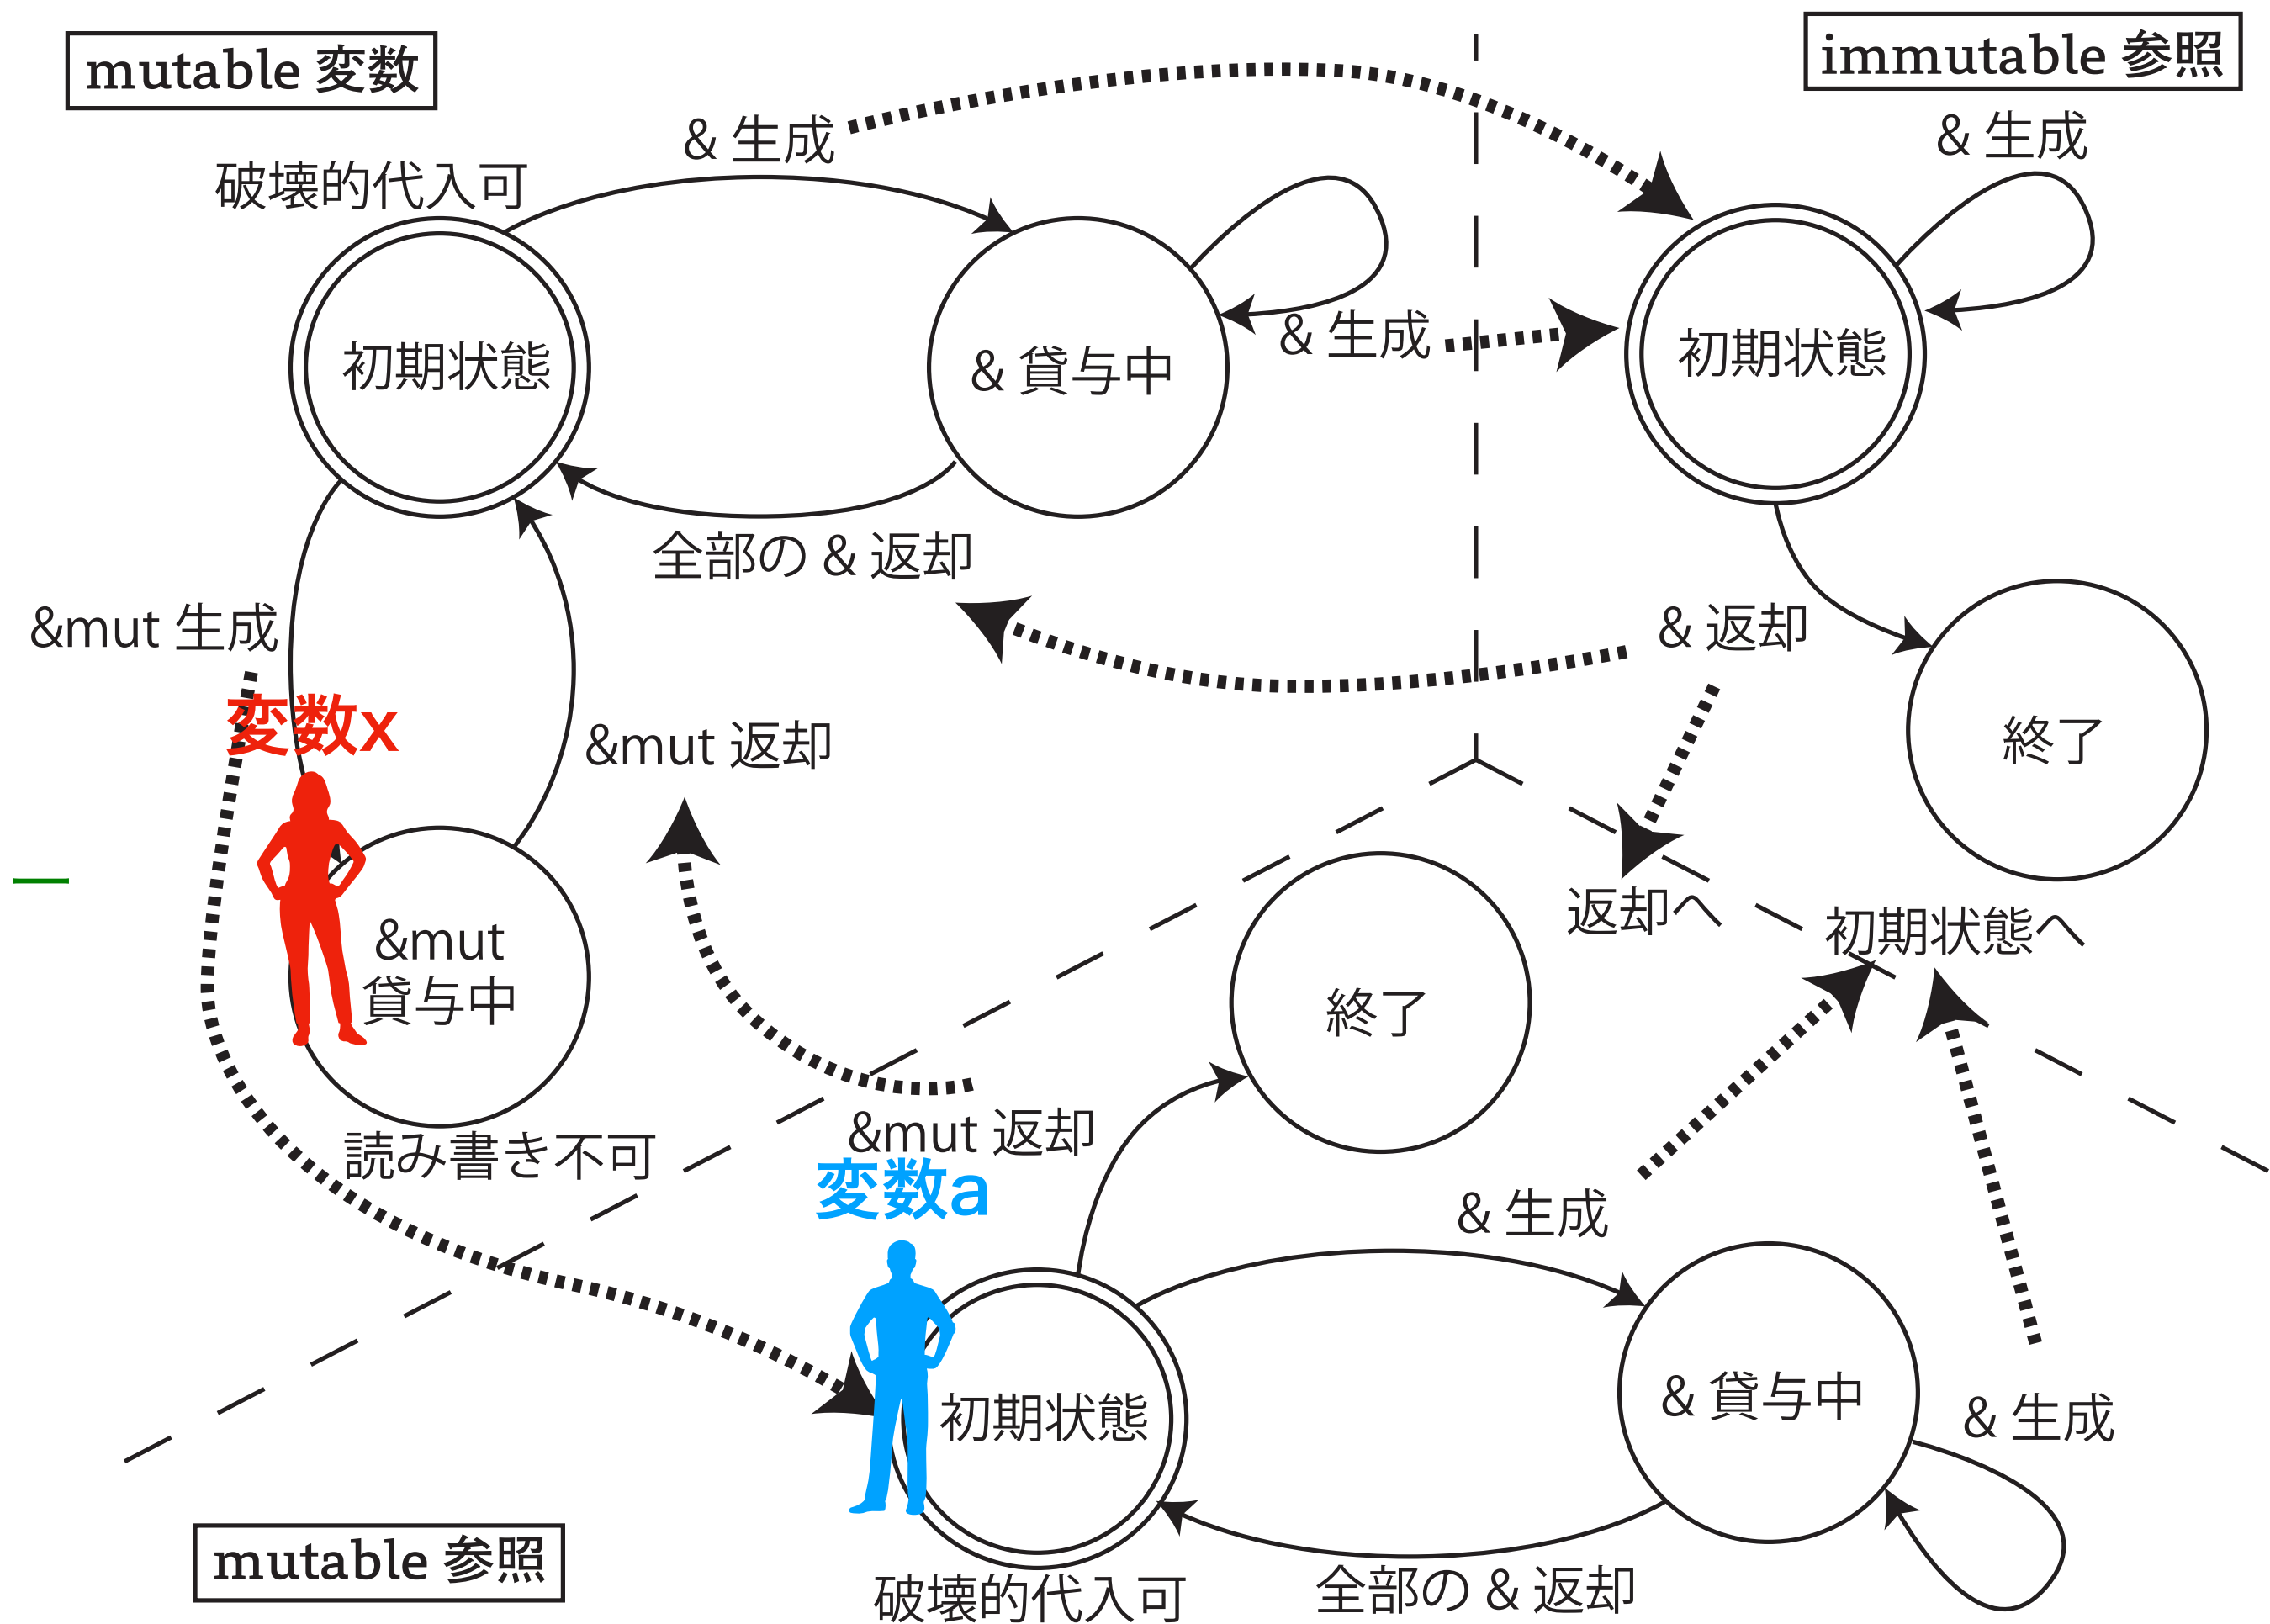 mutable 変数
immutable 参照
& 生成
& 生成
破壊的代入可
初期状態
& 貸与中
& 生成
初期状態
全部の & 返却
&mut 生成
& 返却
変数x
&mut 返却
終了
返却へ
初期状態へ
&mut
貸与中
終了
読み書き不可
&mut 返却
変数a
& 生成
初期状態
& 貸与中
& 生成
mutable 参照
破壊的代入可
全部の & 返却